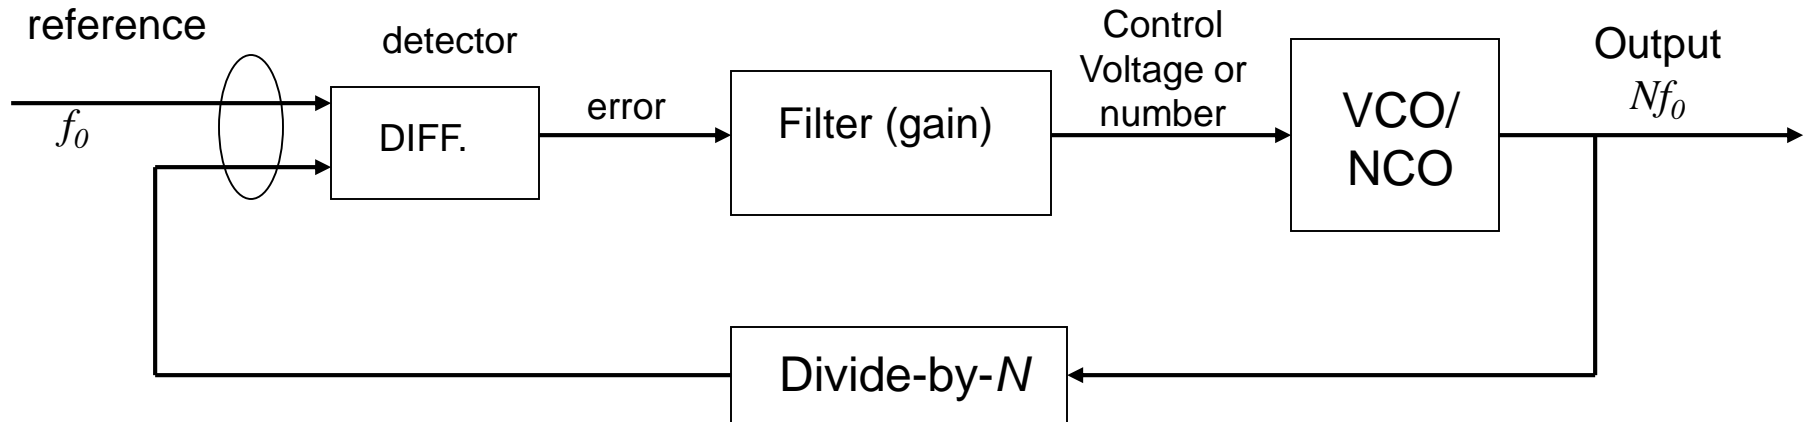 reference
detector
Control
Voltage or
number
Output
Nf0
f0
DIFF.
error
Filter (gain)
VCO/
NCO
Divide-by-N